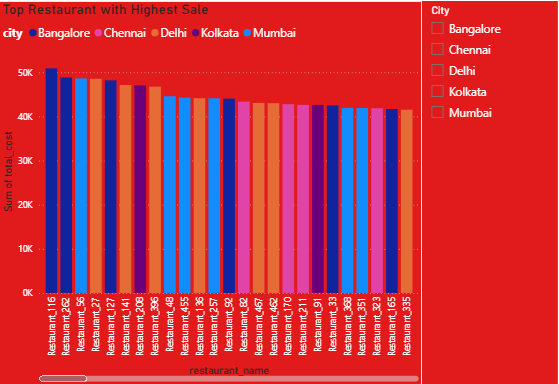 Top Restaurant with Highest Sale
city Bangalore Chennai Delhi Kolkata Mumbai
50K
40K
30K
20K
10K
0K
Sum of total_cost
Restaurant_116
Restaurant_262
Restaurant_56
Restaurant_27
Restaurant_127
Restaurant_141
Restaurant_208
Restaurant_396
Restaurant_48
Restaurant_455
Restaurant_136
Restaurant_257
Restaurant_92
Restaurant_82
Restaurant_467
Restaurant_462
Restaurant_170
Restaurant_211
Restaurant_91
Restaurant_33
Restaurant_368
Restaurant_351
Restaurant_323
Restaurant_165
Restaurant_335
restaurant_name
City
Bangalore
Chennai
Delhi
Kolkata
Mumbai